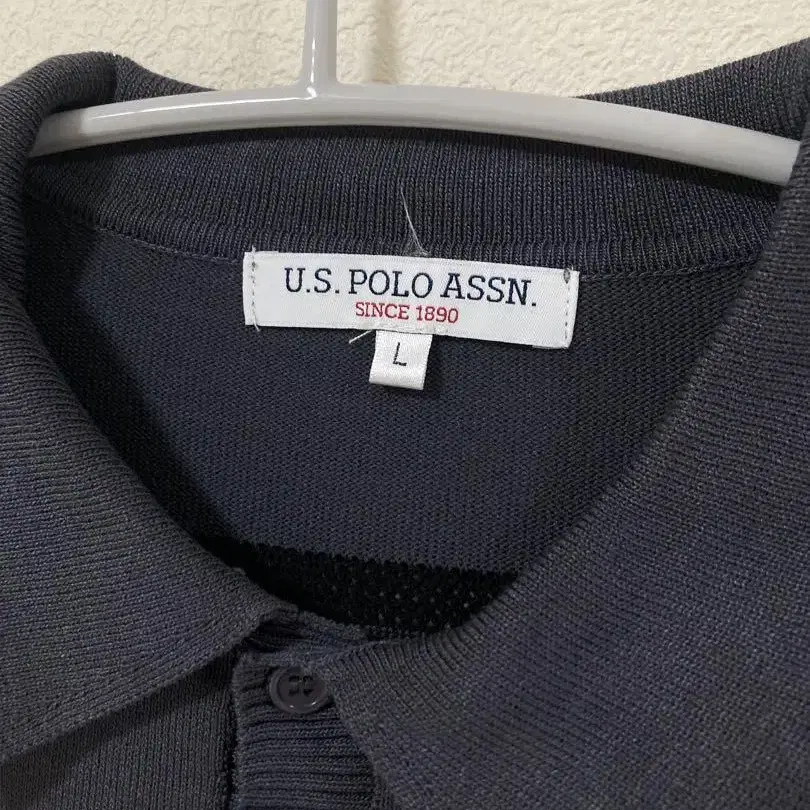 U.S. POLO ASSN.
SINCE 1890
L